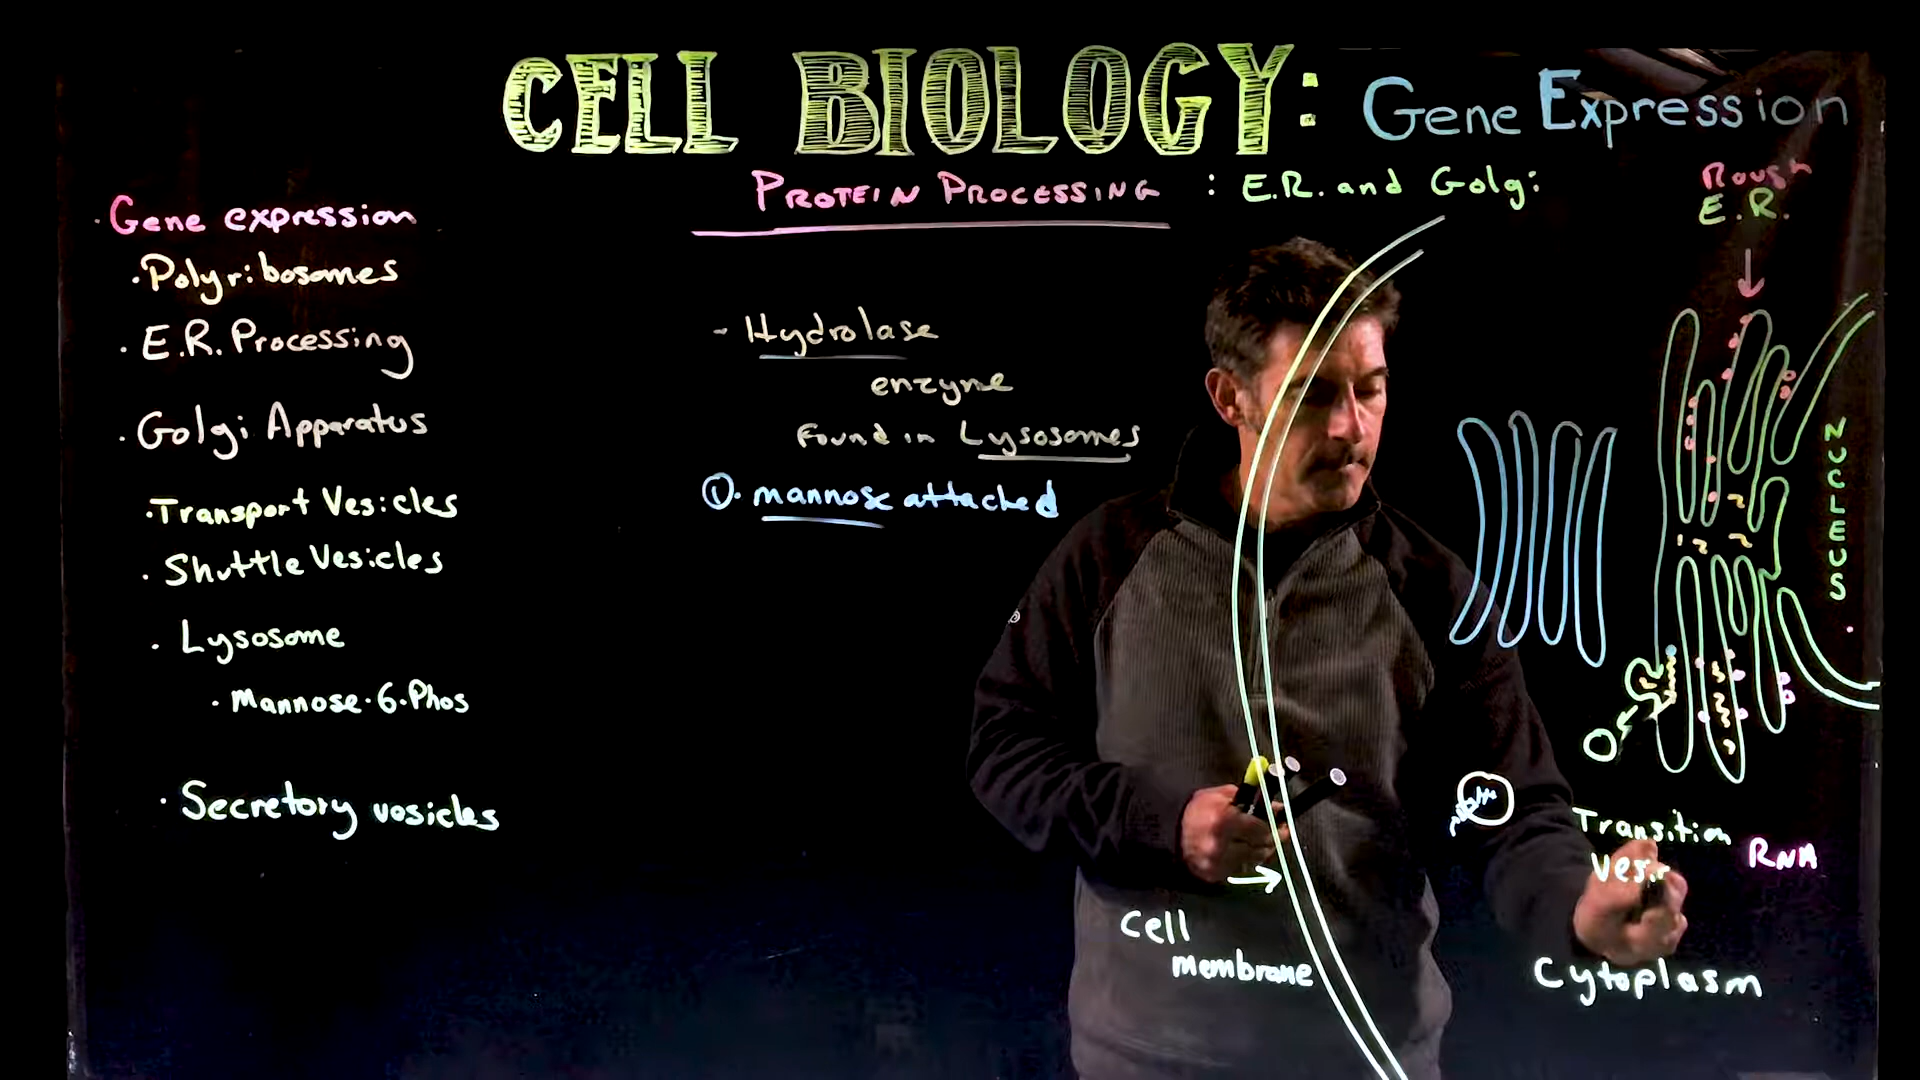 CELL BIOLOGY: Gene Expression
PROTEIN PROCESSING : E.R. and Golgi
Rough
E.R.
· Gene expression
· Polyribosomes
· E.R. Processing
· Golgi Apparatus
· Transport Vesicles
· Shuttle Vesicles
· Lysosome
· Mannose-6-Phos
· Secretory vosicles
- Hydrolase
enzyme
Found in Lysosomes
①. mannose attached
NUCLEUS
Transition
Vesi
RNA
Cell
membrane
Cytoplasm